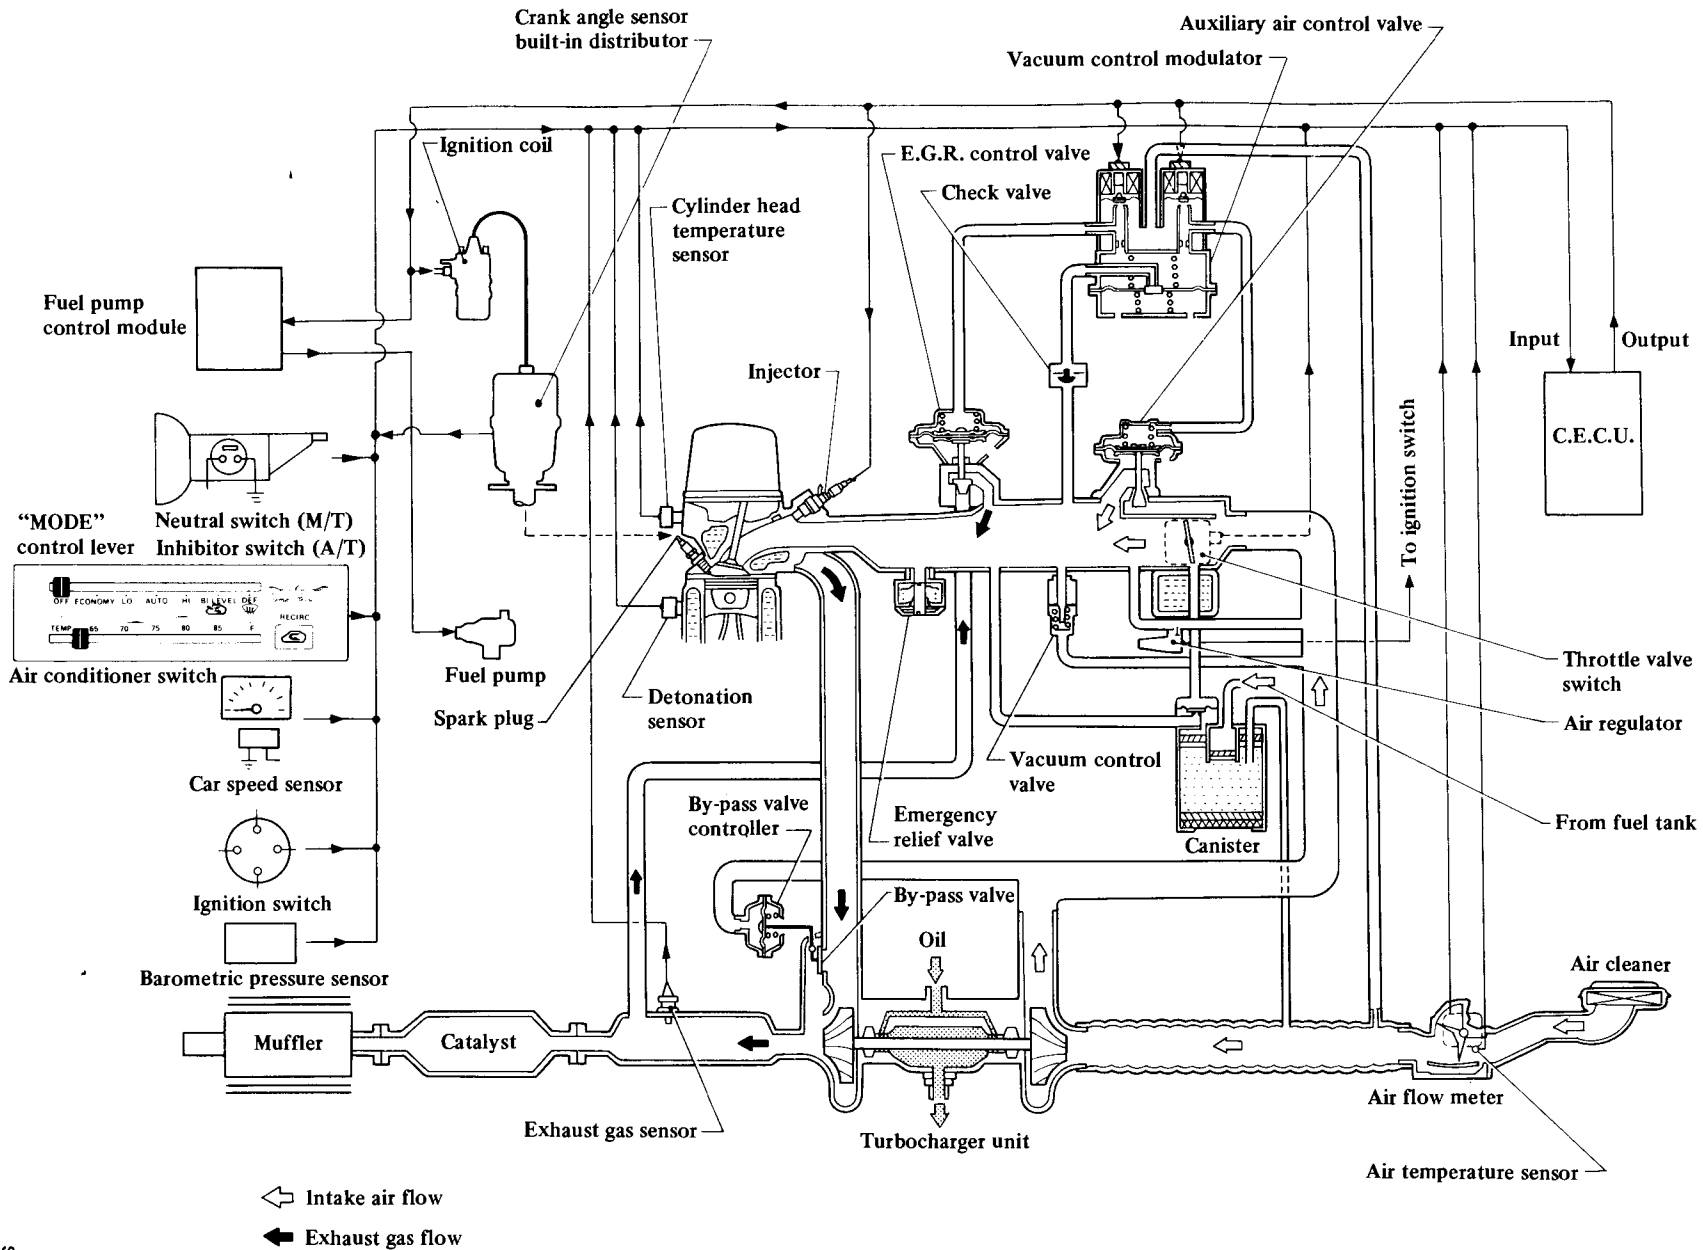 Crank angle sensor
built-in distributor
Auxiliary air control valve
Vacuum control modulator
Ignition coil
E.G.R. control valve
Check valve
Cylinder head
temperature
sensor
Fuel pump
control module
Input
Output
Injector
To ignition switch
C.E.C.U.
"MODE"
control lever
Neutral switch (M/T)
Inhibitor switch (A/T)
OFF ECONOMY LO AUTO HI BI LEVEL DEF
RECIRC
TEMP 65 70 75 80 85 F
Air conditioner switch
Fuel pump
Spark plug
Detonation
sensor
Throttle valve
switch
Air regulator
Vacuum control
valve
Car speed sensor
By-pass valve
controller
Emergency
relief valve
From fuel tank
Canister
Ignition switch
By-pass valve
Oil
Barometric pressure sensor
Air cleaner
Muffler
Catalyst
Air flow meter
Exhaust gas sensor
Turbocharger unit
Air temperature sensor
Intake air flow
Exhaust gas flow